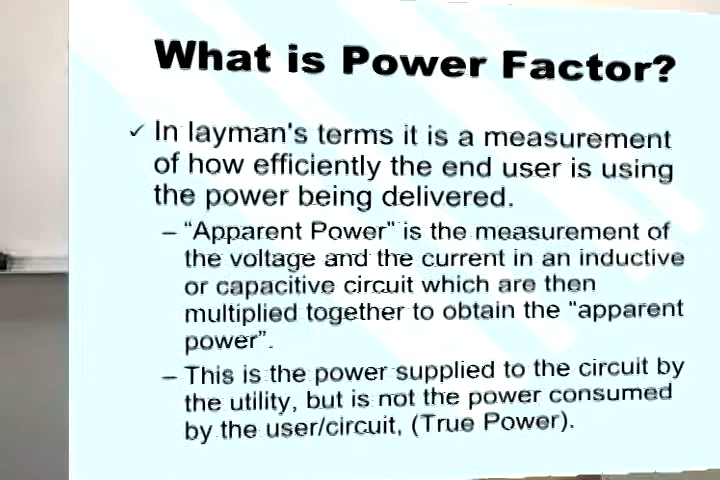 What is Power Factor?
✓ In layman's terms it is a measurement
of how efficiently the end user is using
the power being delivered.
– "Apparent Power" is the measurement of
the voltage and the current in an inductive
or capacitive circuit which are then
multiplied together to obtain the "apparent
power".
– This is the power supplied to the circuit by
the utility, but is not the power consumed
by the user/circuit, (True Power).